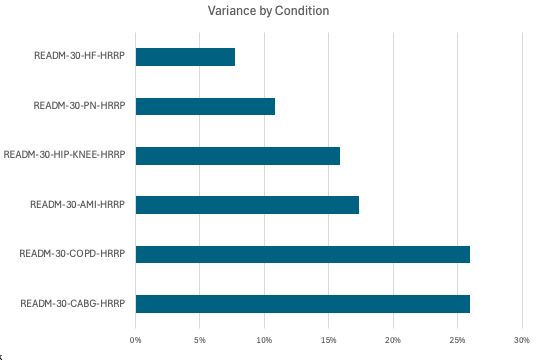 Variance by Condition
READM-30-HF-HRRP
READM-30-PN-HRRP
READM-30-HIP-KNEE-HRRP
READM-30-AMI-HRRP
READM-30-COPD-HRRP
READM-30-CABG-HRRP
0% 5% 10% 15% 20% 25% 30%